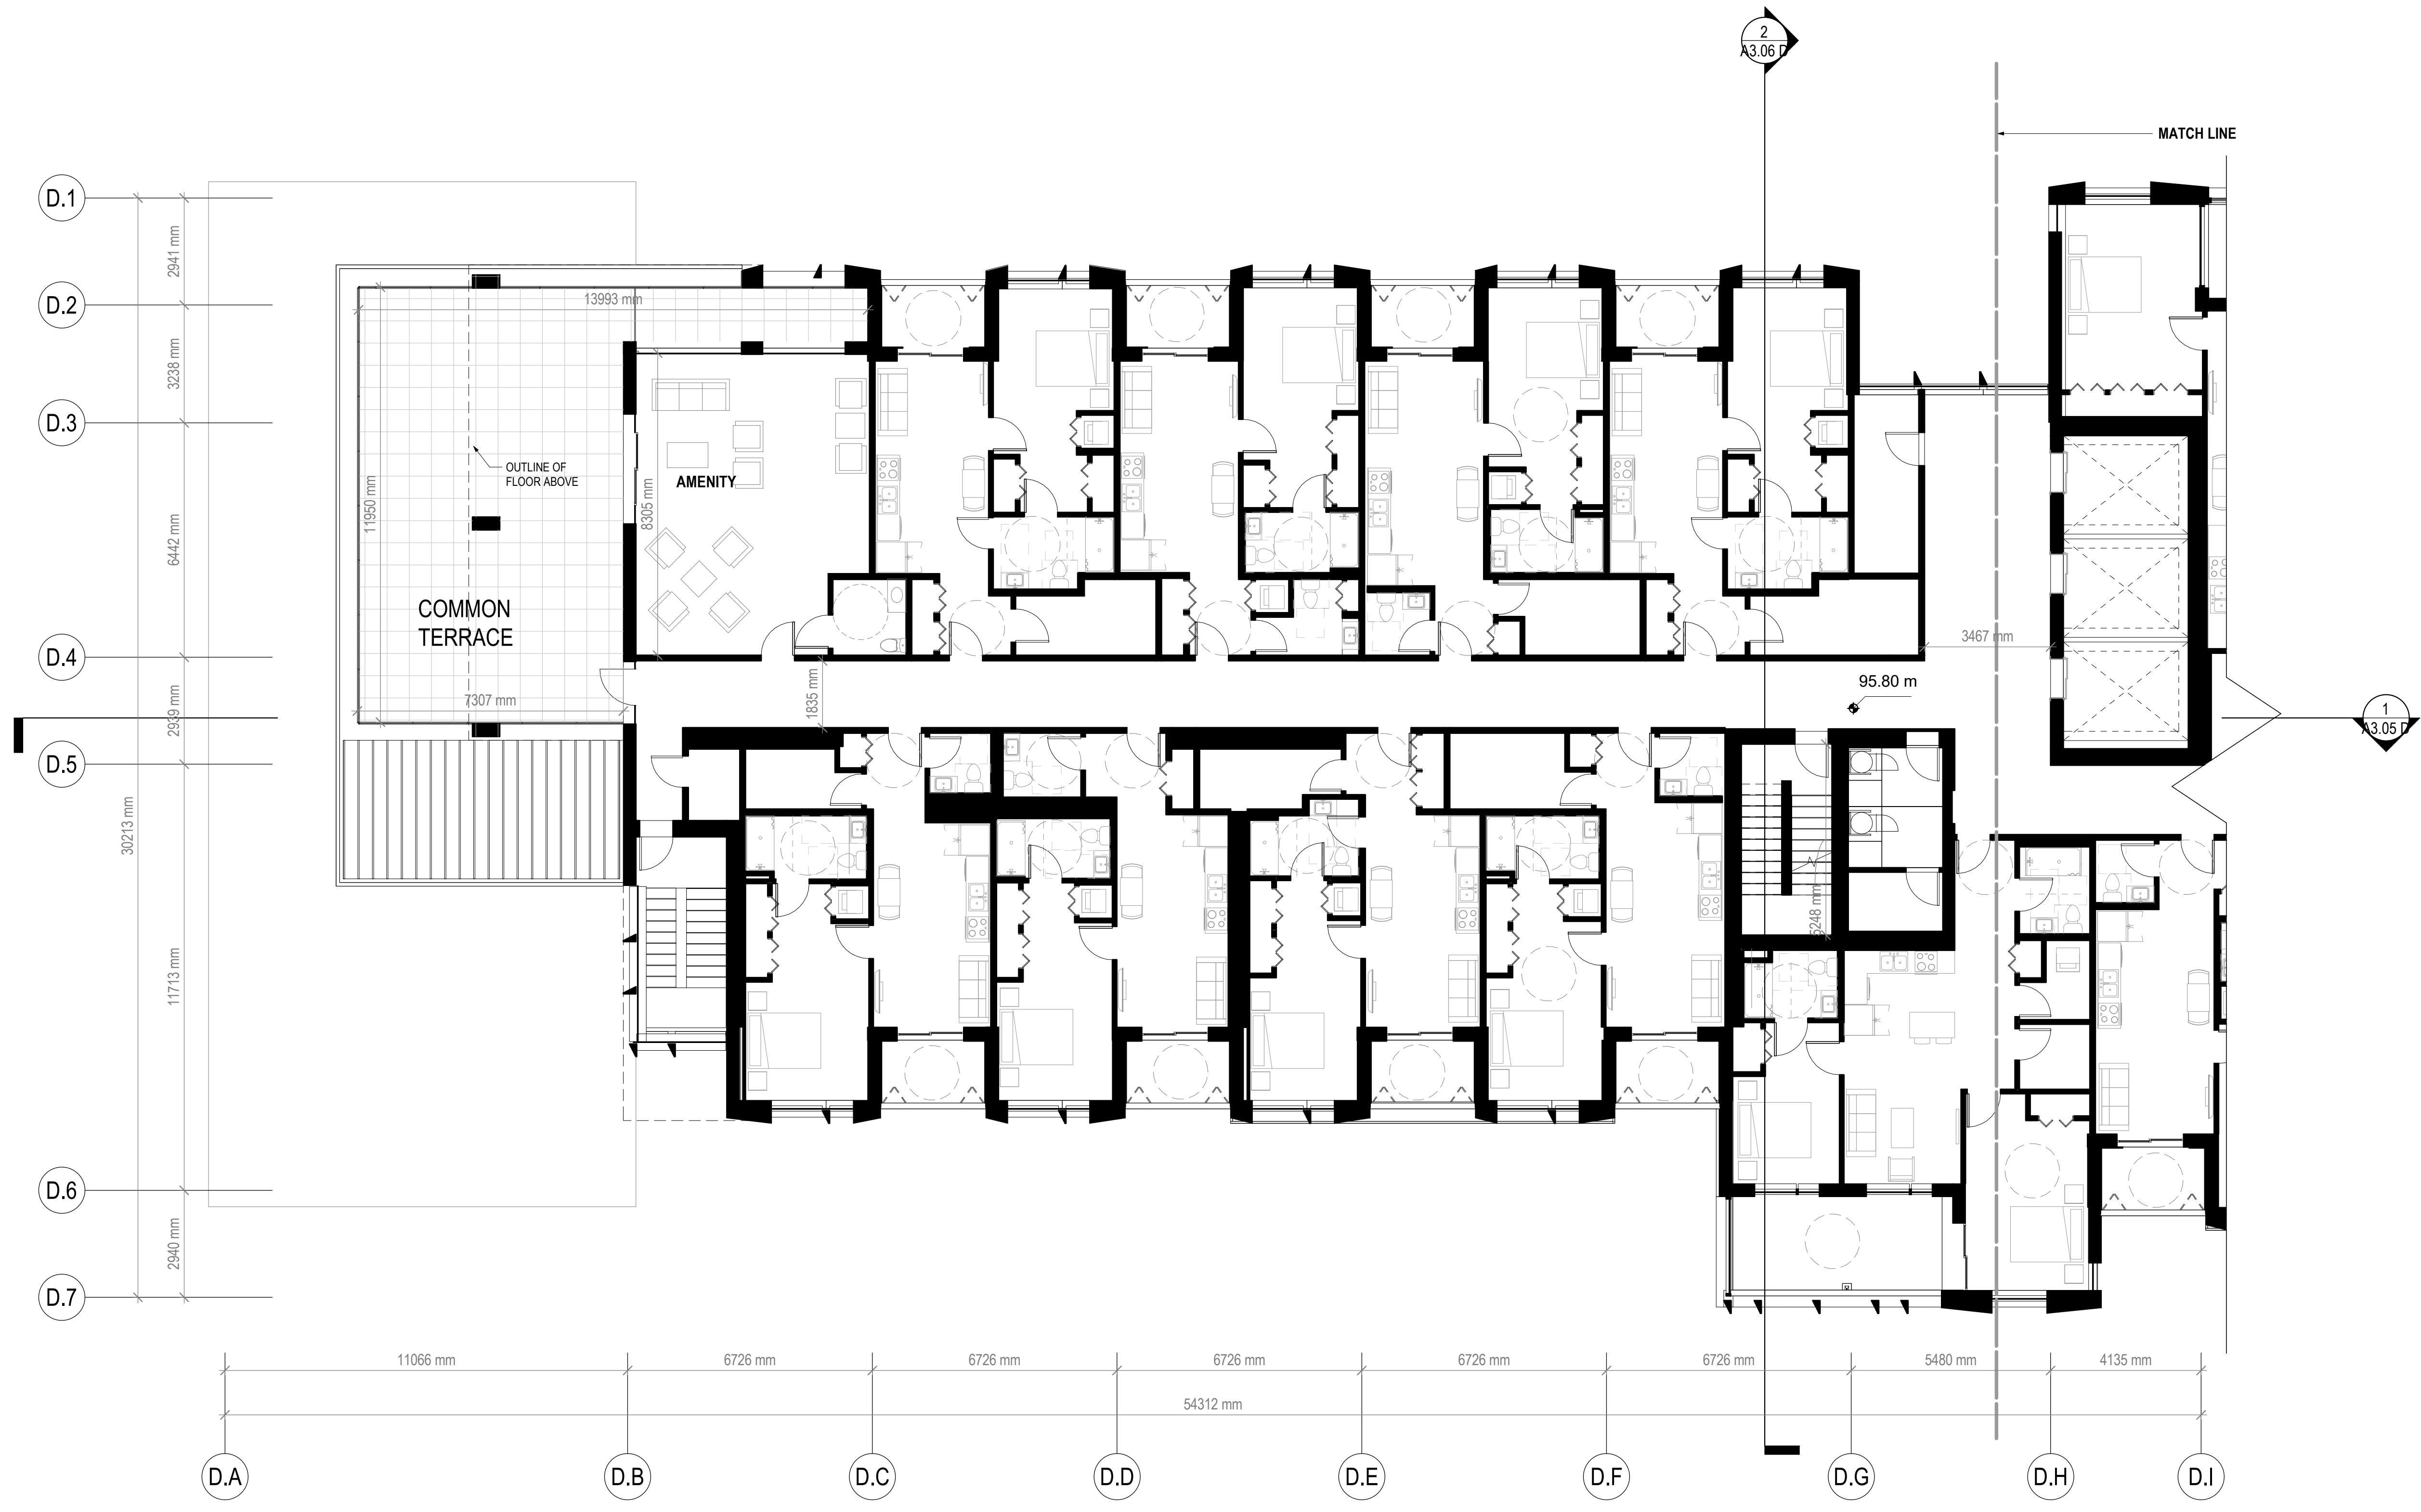 2
A3.06 D
MATCH LINE
D.1
2941 mm
D.2
13993 mm
3238 mm
D.3
OUTLINE OF
FLOOR ABOVE
AMENITY
11950 mm
8305 mm
6442 mm
COMMON
TERRACE
D.4
3467 mm
7307 mm
1835 mm
2939 mm
95.80 m
1
A3.05 D
D.5
30213 mm
5248 mm
11713 mm
D.6
2940 mm
D.7
11066 mm
6726 mm
6726 mm
6726 mm
6726 mm
6726 mm
5480 mm
4135 mm
54312 mm
D.A
D.B
D.C
D.D
D.E
D.F
D.G
D.H
D.I